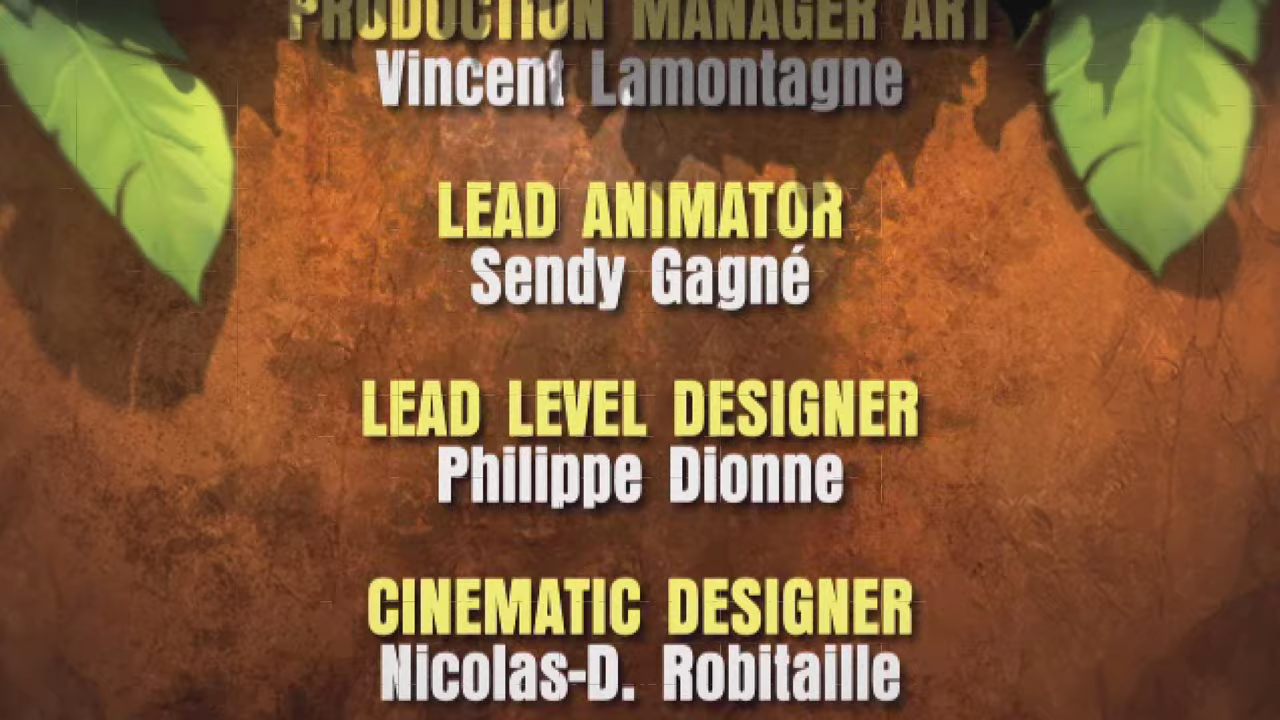 PRODUCTION MANAGER ART
Vincent Lamontagne
LEAD ANIMATOR
Sendy Gagné
LEAD LEVEL DESIGNER
Philippe Dionne
CINEMATIC DESIGNER
Nicolas-D. Robitaille